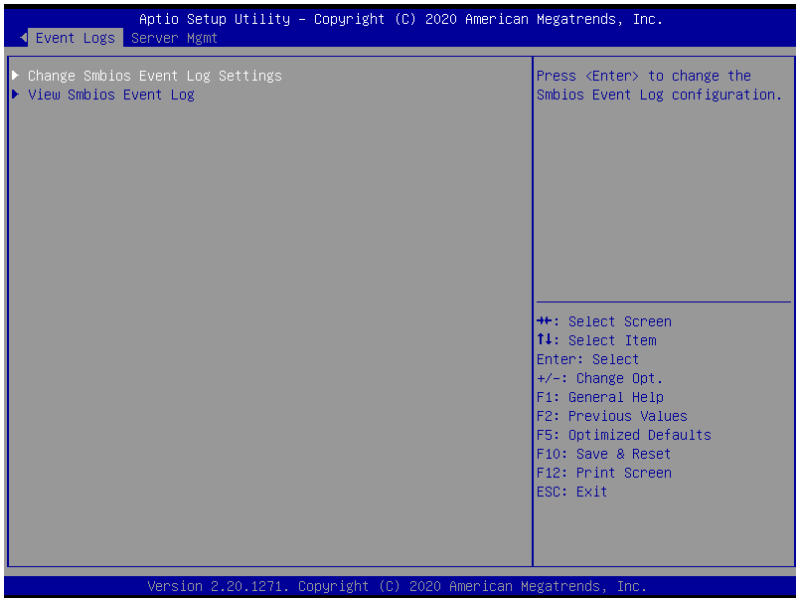 Aptio Setup Utility – Copyright (C) 2020 American Megatrends, Inc.
Event Logs Server Mgmt
Change Smbios Event Log Settings
View Smbios Event Log
Press <Enter> to change the
Smbios Event Log configuration.
→←: Select Screen
↑↓: Select Item
Enter: Select
+/-: Change Opt.
F1: General Help
F2: Previous Values
F5: Optimized Defaults
F10: Save & Reset
F12: Print Screen
ESC: Exit
Version 2.20.1271. Copyright (C) 2020 American Megatrends, Inc.